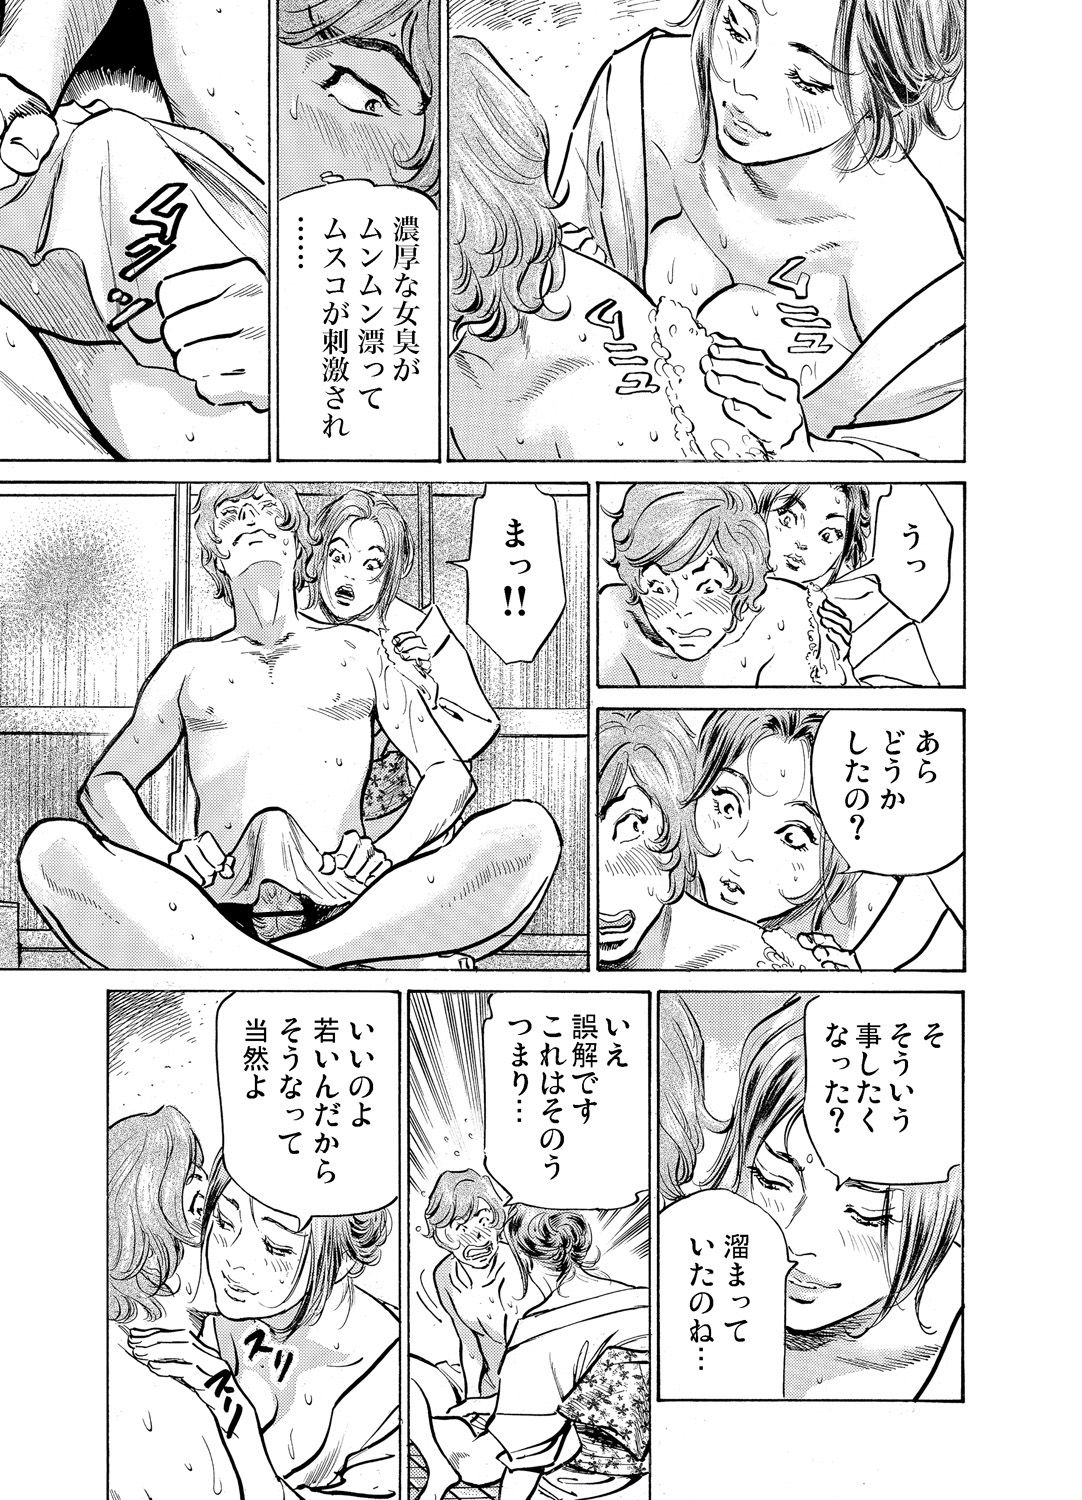 ムニュ
ムニュ
濃厚な女臭が
ムンムン漂って
ムスコが刺激され
……
ムクッ
うっ
あら
どうか
したの?
まっ!!
そ
そういう
事したく
なった?
溜まって
いたのね…
いえ
誤解です
これはそのう
つまり…
いいのよ
若いんだから
そうなって
当然よ
スリ
スリ